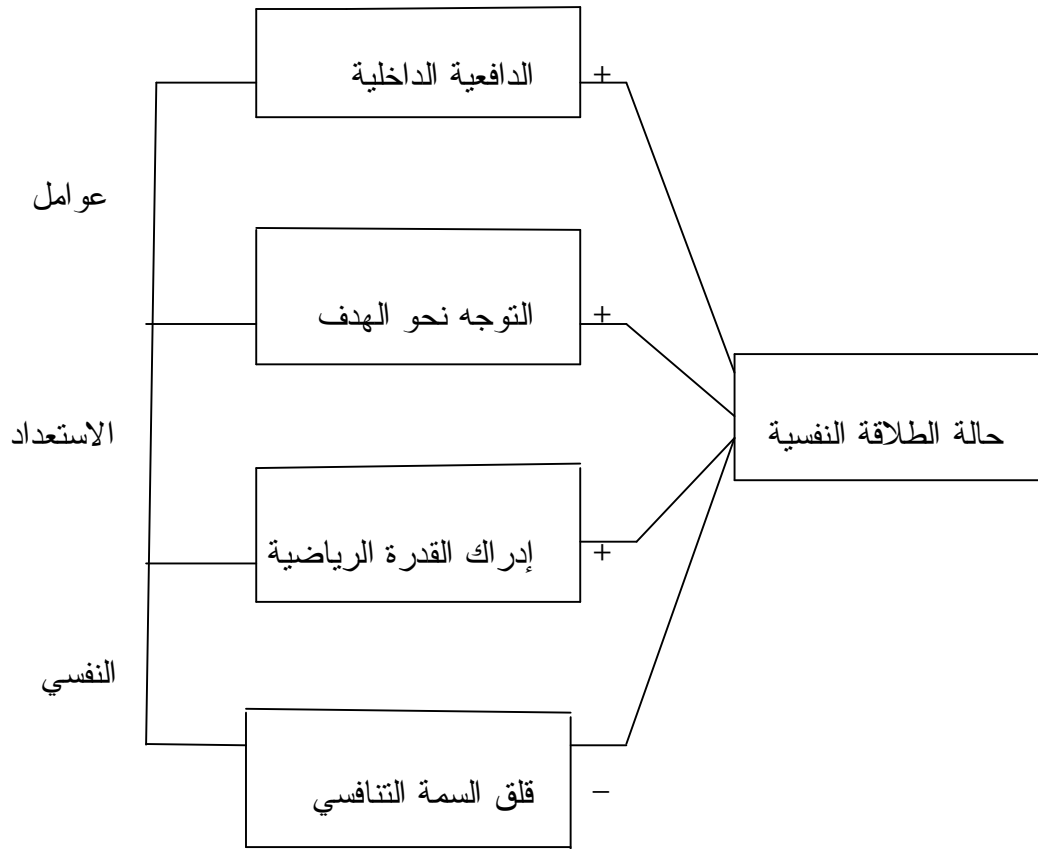 الدافعية الداخلية
+
عوامل
التوجه نحو الهدف
+
حالة الطلاقة النفسية
الاستعداد
إدراك القدرة الرياضية
+
النفسي
قلق السمة التنافسي
–